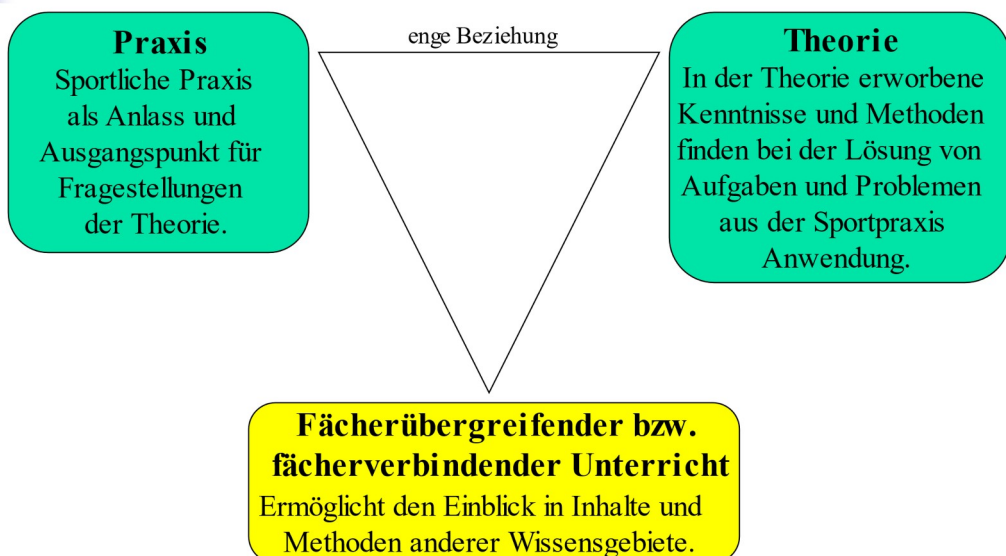 Praxis
Sportliche Praxis
als Anlass und
Ausgangspunkt für
Fragestellungen
der Theorie.
enge Beziehung
Theorie
In der Theorie erworbene
Kenntnisse und Methoden
finden bei der Lösung von
Aufgaben und Problemen
aus der Sportpraxis
Anwendung.
Fächerübergreifender bzw.
fächerverbindender Unterricht
Ermöglicht den Einblick in Inhalte und
Methoden anderer Wissensgebiete.